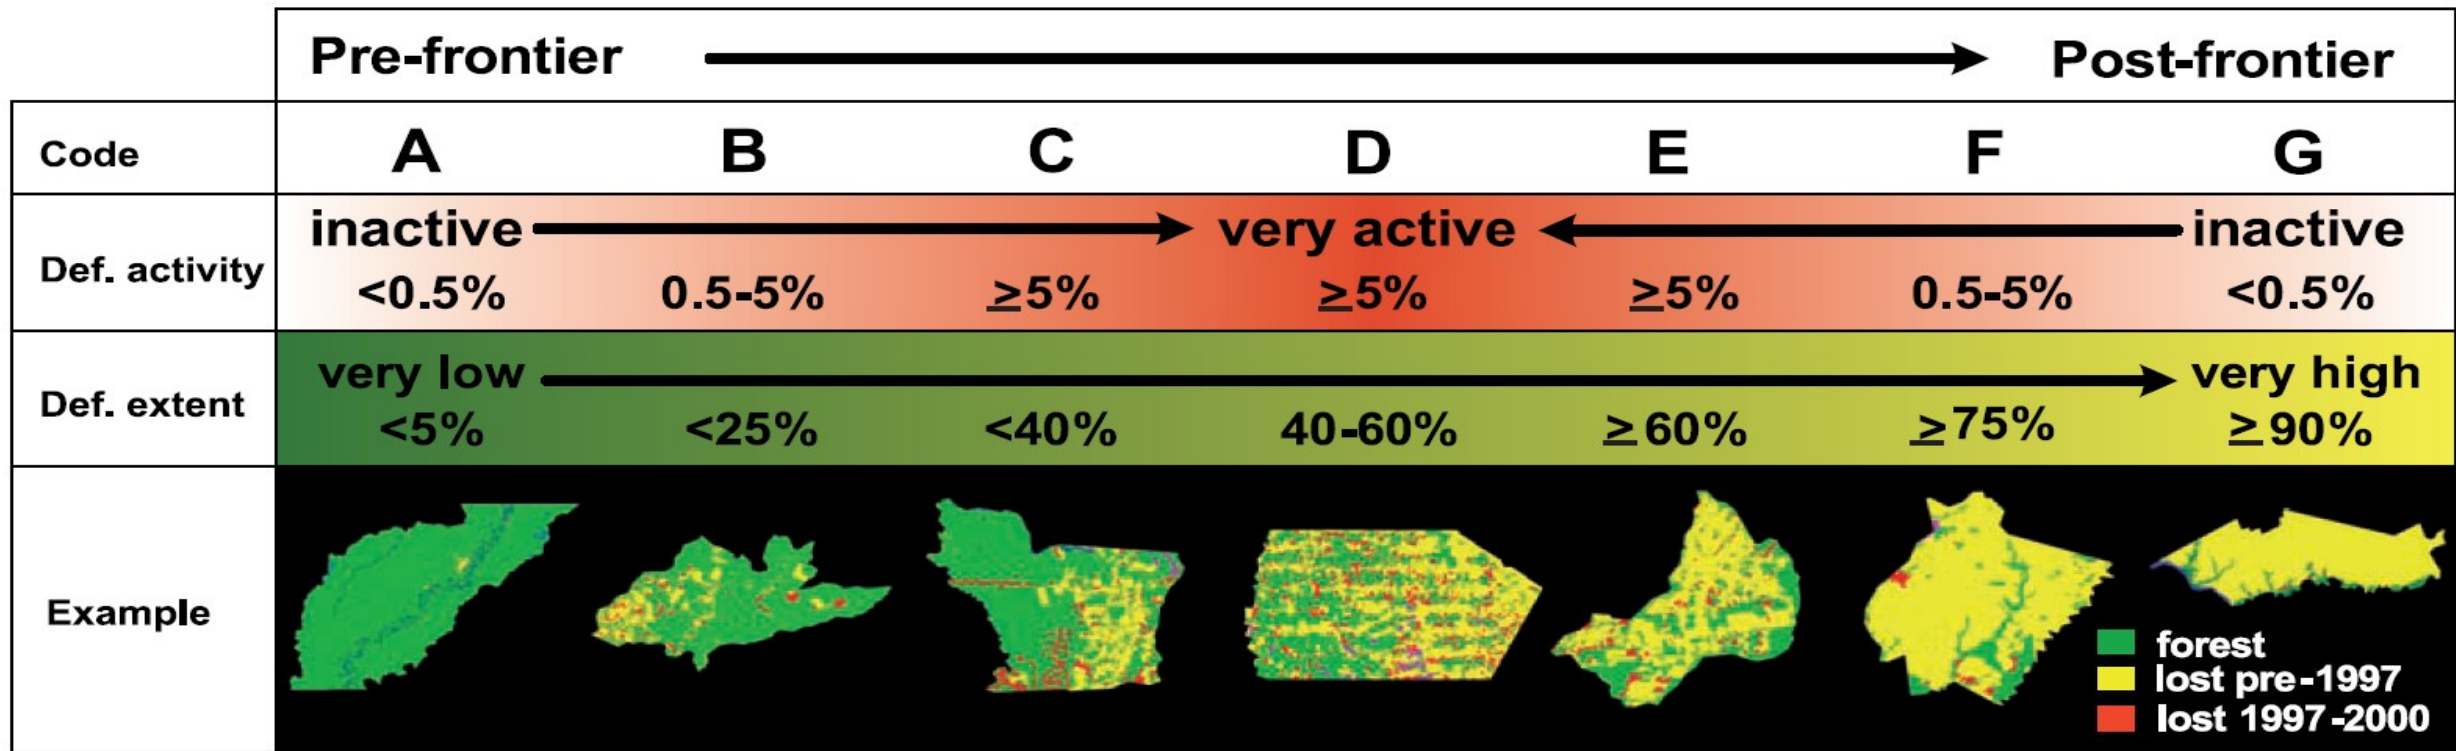 Pre-frontier Post-frontier
Code A B C D E F G
inactive very active inactive
Def. activity
<0.5% 0.5-5% ≥5% ≥5% ≥5% 0.5-5% <0.5%
very low very high
Def. extent
<5% <25% <40% 40-60% ≥60% ≥75% ≥90%
Example
forest
lost pre-1997
lost 1997-2000